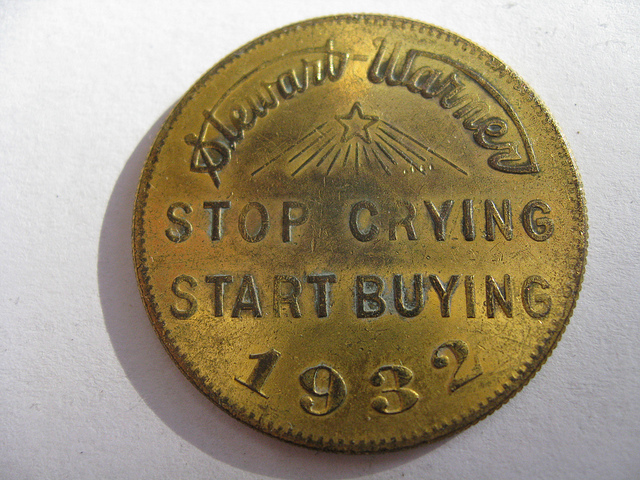 Stewart-Warner
STOP CRYING
START BUYING
1932